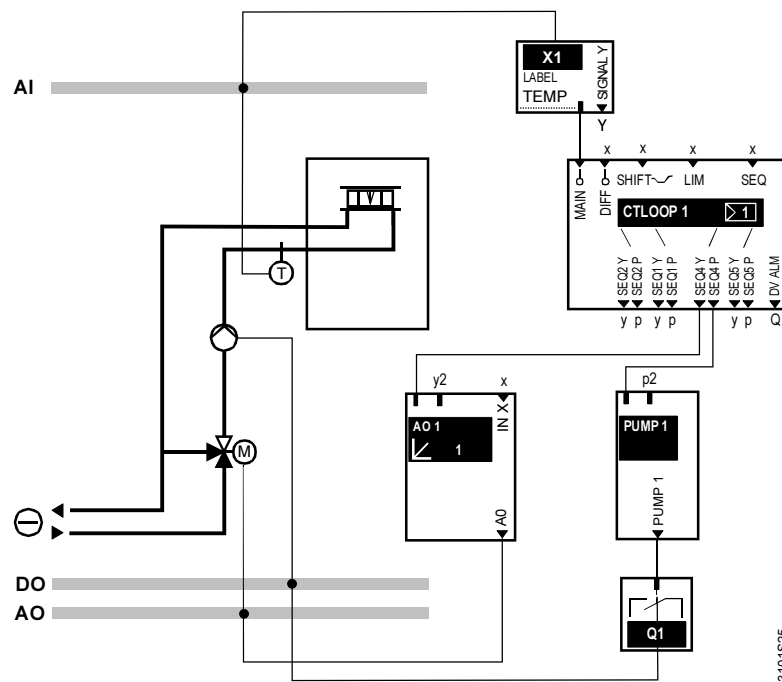 X1
LABEL
TEMP
SIGNAL Y
Y
AI
x x x x
MAIN
DIFF
SHIFT LIM SEQ
CTLOOP 1 1
SEQ2 Y
SEQ2 P
SEQ1 Y
SEQ1 P
SEQ4 Y
SEQ4 P
SEQ5 Y
SEQ5 P
DV ALM
y p y p y p Q
T
y2 x
p2
AO 1
1
IN X
PUMP 1
M
A0
PUMP 1
DO
AO
Q1